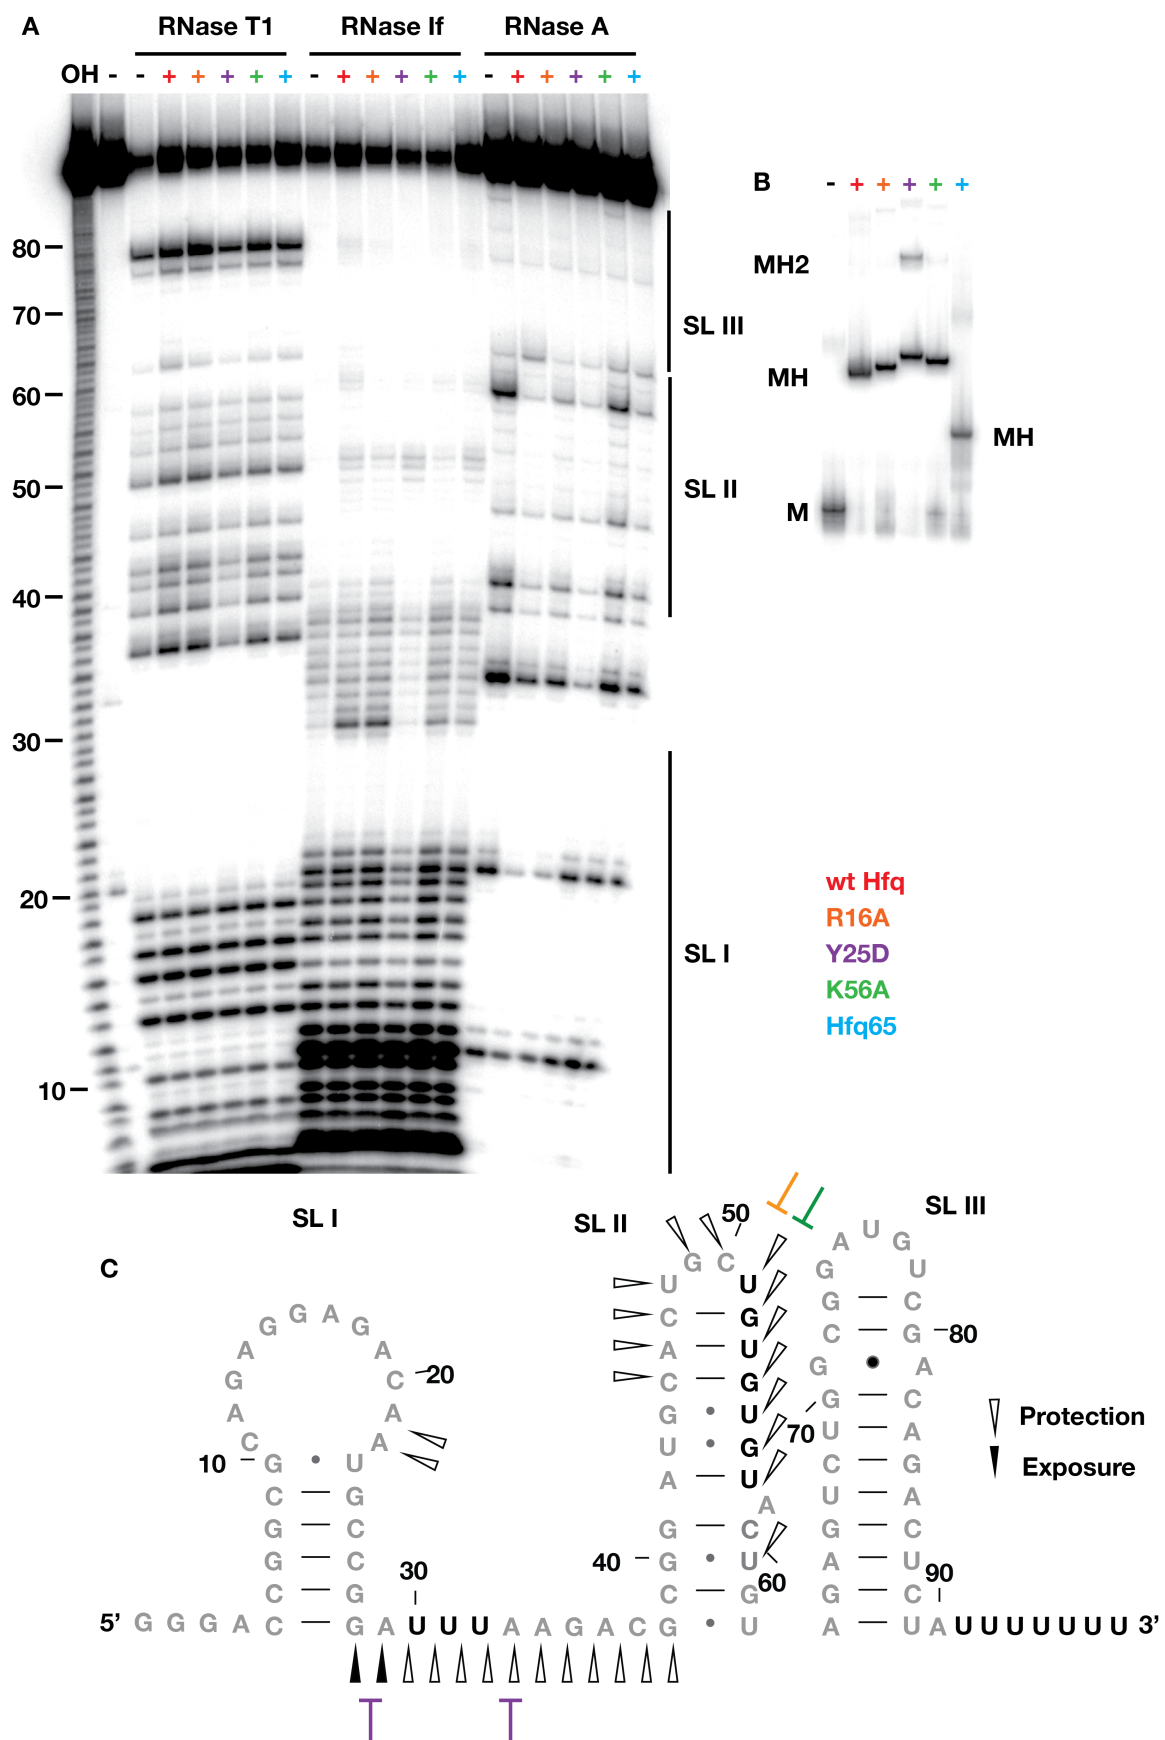 A
RNase T1 RNase If RNase A
OH - - + + + + + - + + + + + - + + + + +
B
- + + + + +
80
70
60
50
40
30
20
10
SL III
SL II
SL I
MH2
MH
MH
M
wt Hfq
R16A
Y25D
K56A
Hfq65
C
SL I
SL II
SL III
50
A U G
G G A G
G C
G U
A A
U U
G C
G C
C G
A U
80
G C
20
C G A
A G
C G
G C
A A
U
G A
70
U A
C A
G U
10
G U
U G
C G
A U
U A
C G
G C
G C
U A
40
G U
60
A U
90
30
C G
C G
G C
5' G G G A C G A U U U A A G A C G U A U A U U U U U U U 3'
Protection
Exposure